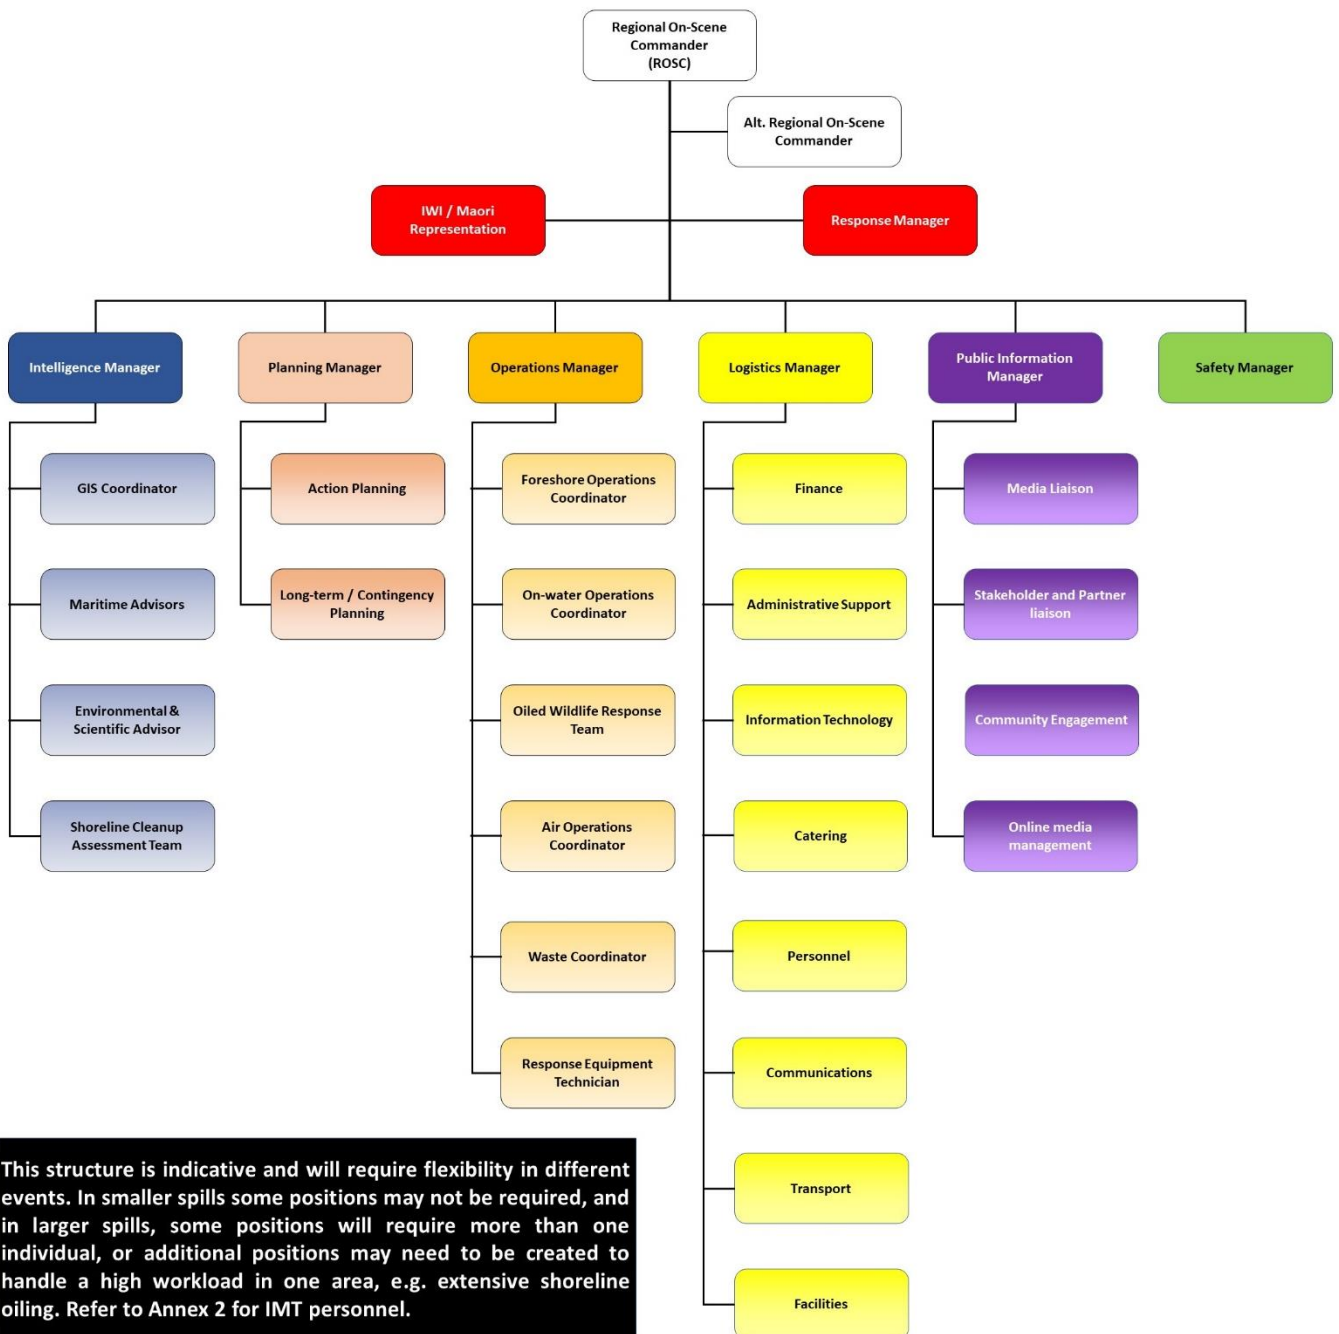 Regional On-Scene
Commander
(ROSC)
Alt. Regional On-Scene
Commander
IWI / Maori
Representation
Response Manager
Intelligence Manager
Planning Manager
Operations Manager
Logistics Manager
Public Information
Manager
Safety Manager
GIS Coordinator
Maritime Advisors
Environmental &
Scientific Advisor
Shoreline Cleanup
Assessment Team
Action Planning
Long-term / Contingency
Planning
Foreshore Operations
Coordinator
On-water Operations
Coordinator
Oiled Wildlife Response
Team
Air Operations
Coordinator
Waste Coordinator
Response Equipment
Technician
Finance
Administrative Support
Information Technology
Catering
Personnel
Communications
Transport
Facilities
Media Liaison
Stakeholder and Partner
liaison
Community Engagement
Online media
management
This structure is indicative and will require flexibility in different
events. In smaller spills some positions may not be required, and
in larger spills, some positions will require more than one
individual, or additional positions may need to be created to
handle a high workload in one area, e.g. extensive shoreline
oiling. Refer to Annex 2 for IMT personnel.